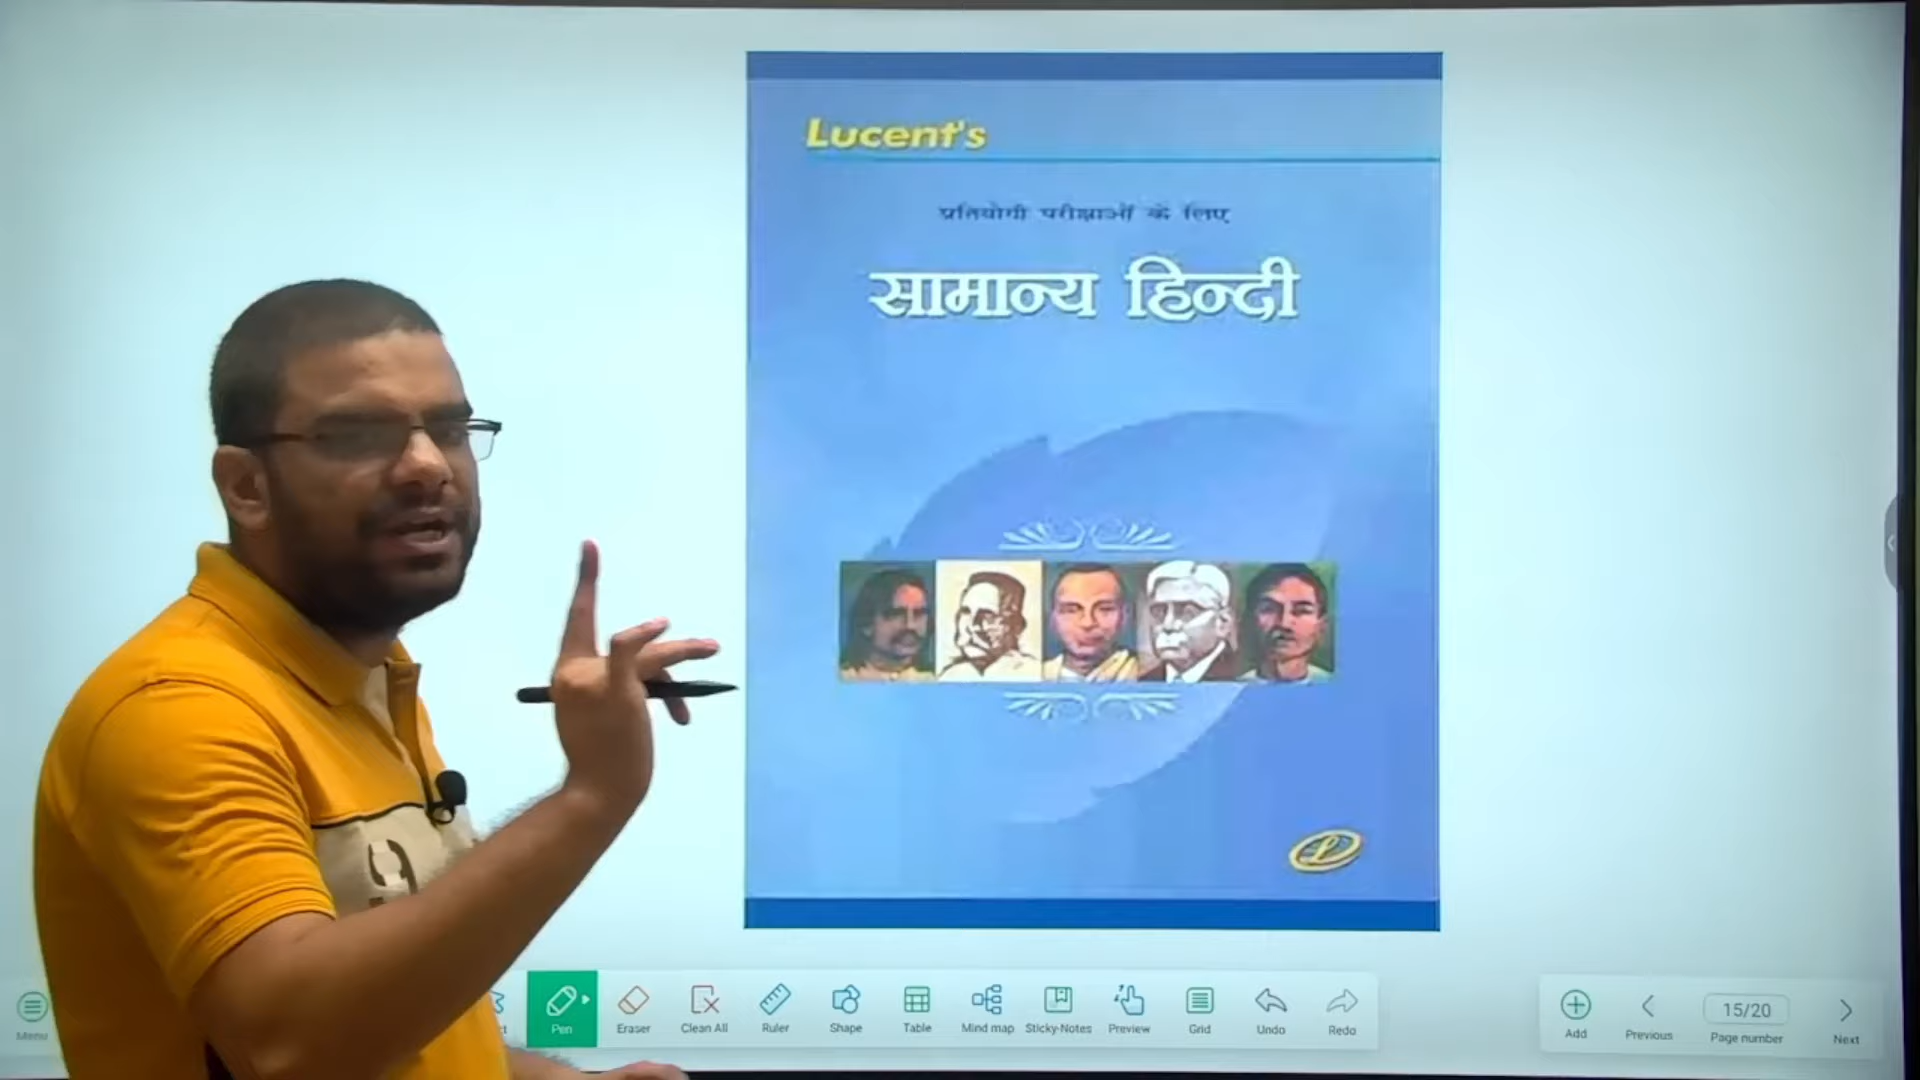 Lucent's
प्रतियोगी परीक्षाओं के लिए
सामान्य हिन्दी
L
Menu
Pen
Eraser
Clean All
Ruler
Shape
Table
Mind map
Sticky-Notes
Preview
Grid
Undo
Redo
Add
Previous
15/20
Page number
Next